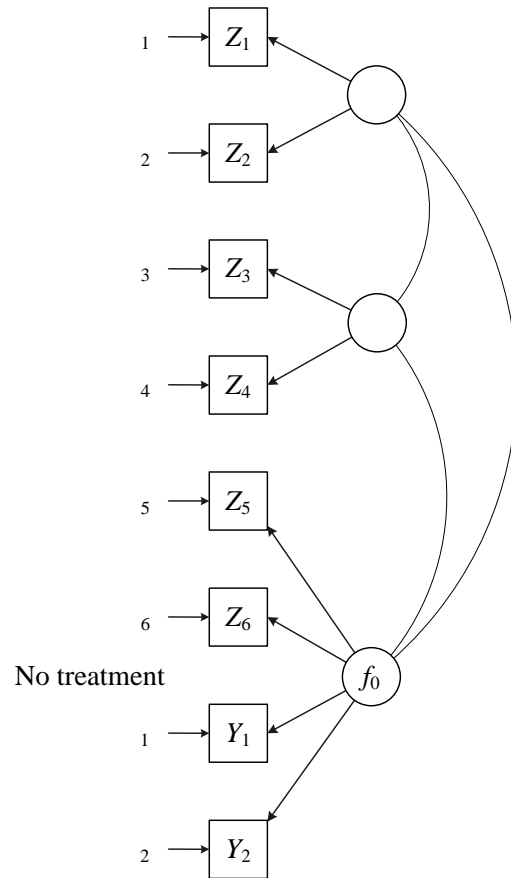 1 Z₁
2 Z₂
3 Z₃
4 Z₄
5 Z₅
6 Z₆
f₀
No treatment
1 Y₁
2 Y₂